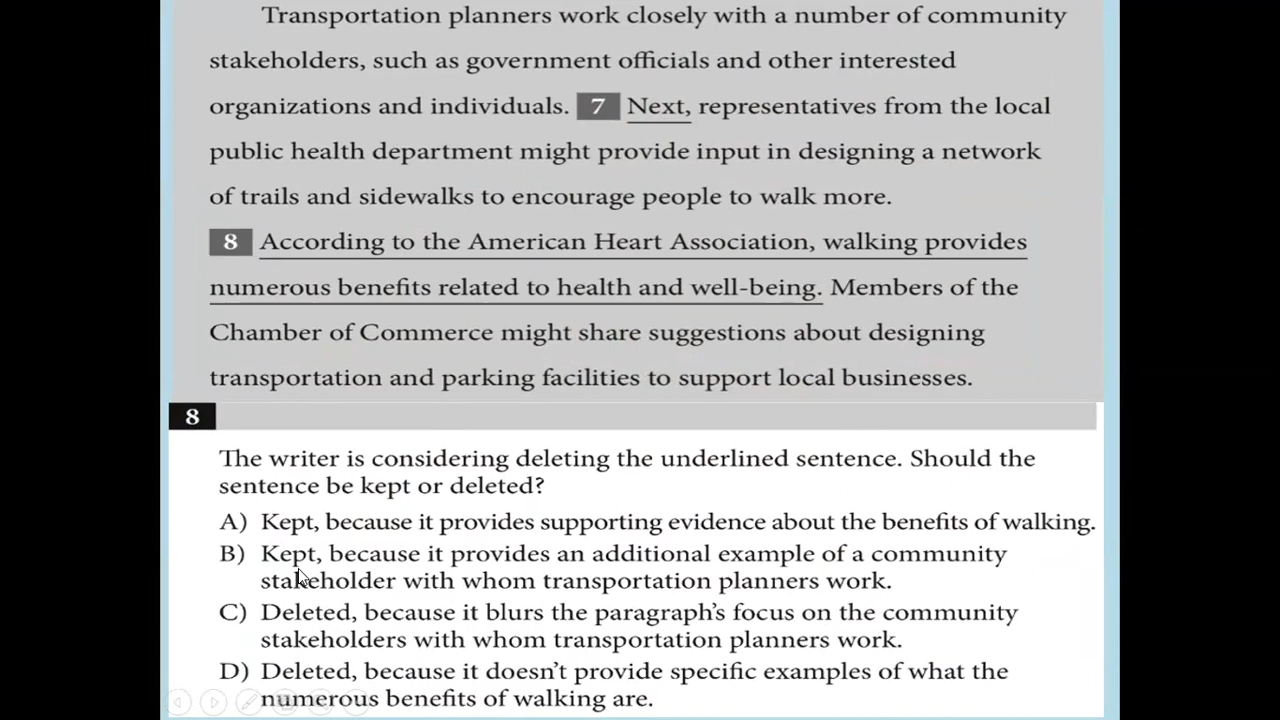 Transportation planners work closely with a number of community
stakeholders, such as government officials and other interested
organizations and individuals. 7 Next, representatives from the local
public health department might provide input in designing a network
of trails and sidewalks to encourage people to walk more.
8 According to the American Heart Association, walking provides
numerous benefits related to health and well-being. Members of the
Chamber of Commerce might share suggestions about designing
transportation and parking facilities to support local businesses.
8
The writer is considering deleting the underlined sentence. Should the
sentence be kept or deleted?
A) Kept, because it provides supporting evidence about the benefits of walking.
B) Kept, because it provides an additional example of a community
stakeholder with whom transportation planners work.
C) Deleted, because it blurs the paragraph's focus on the community
stakeholders with whom transportation planners work.
D) Deleted, because it doesn't provide specific examples of what the
numerous benefits of walking are.